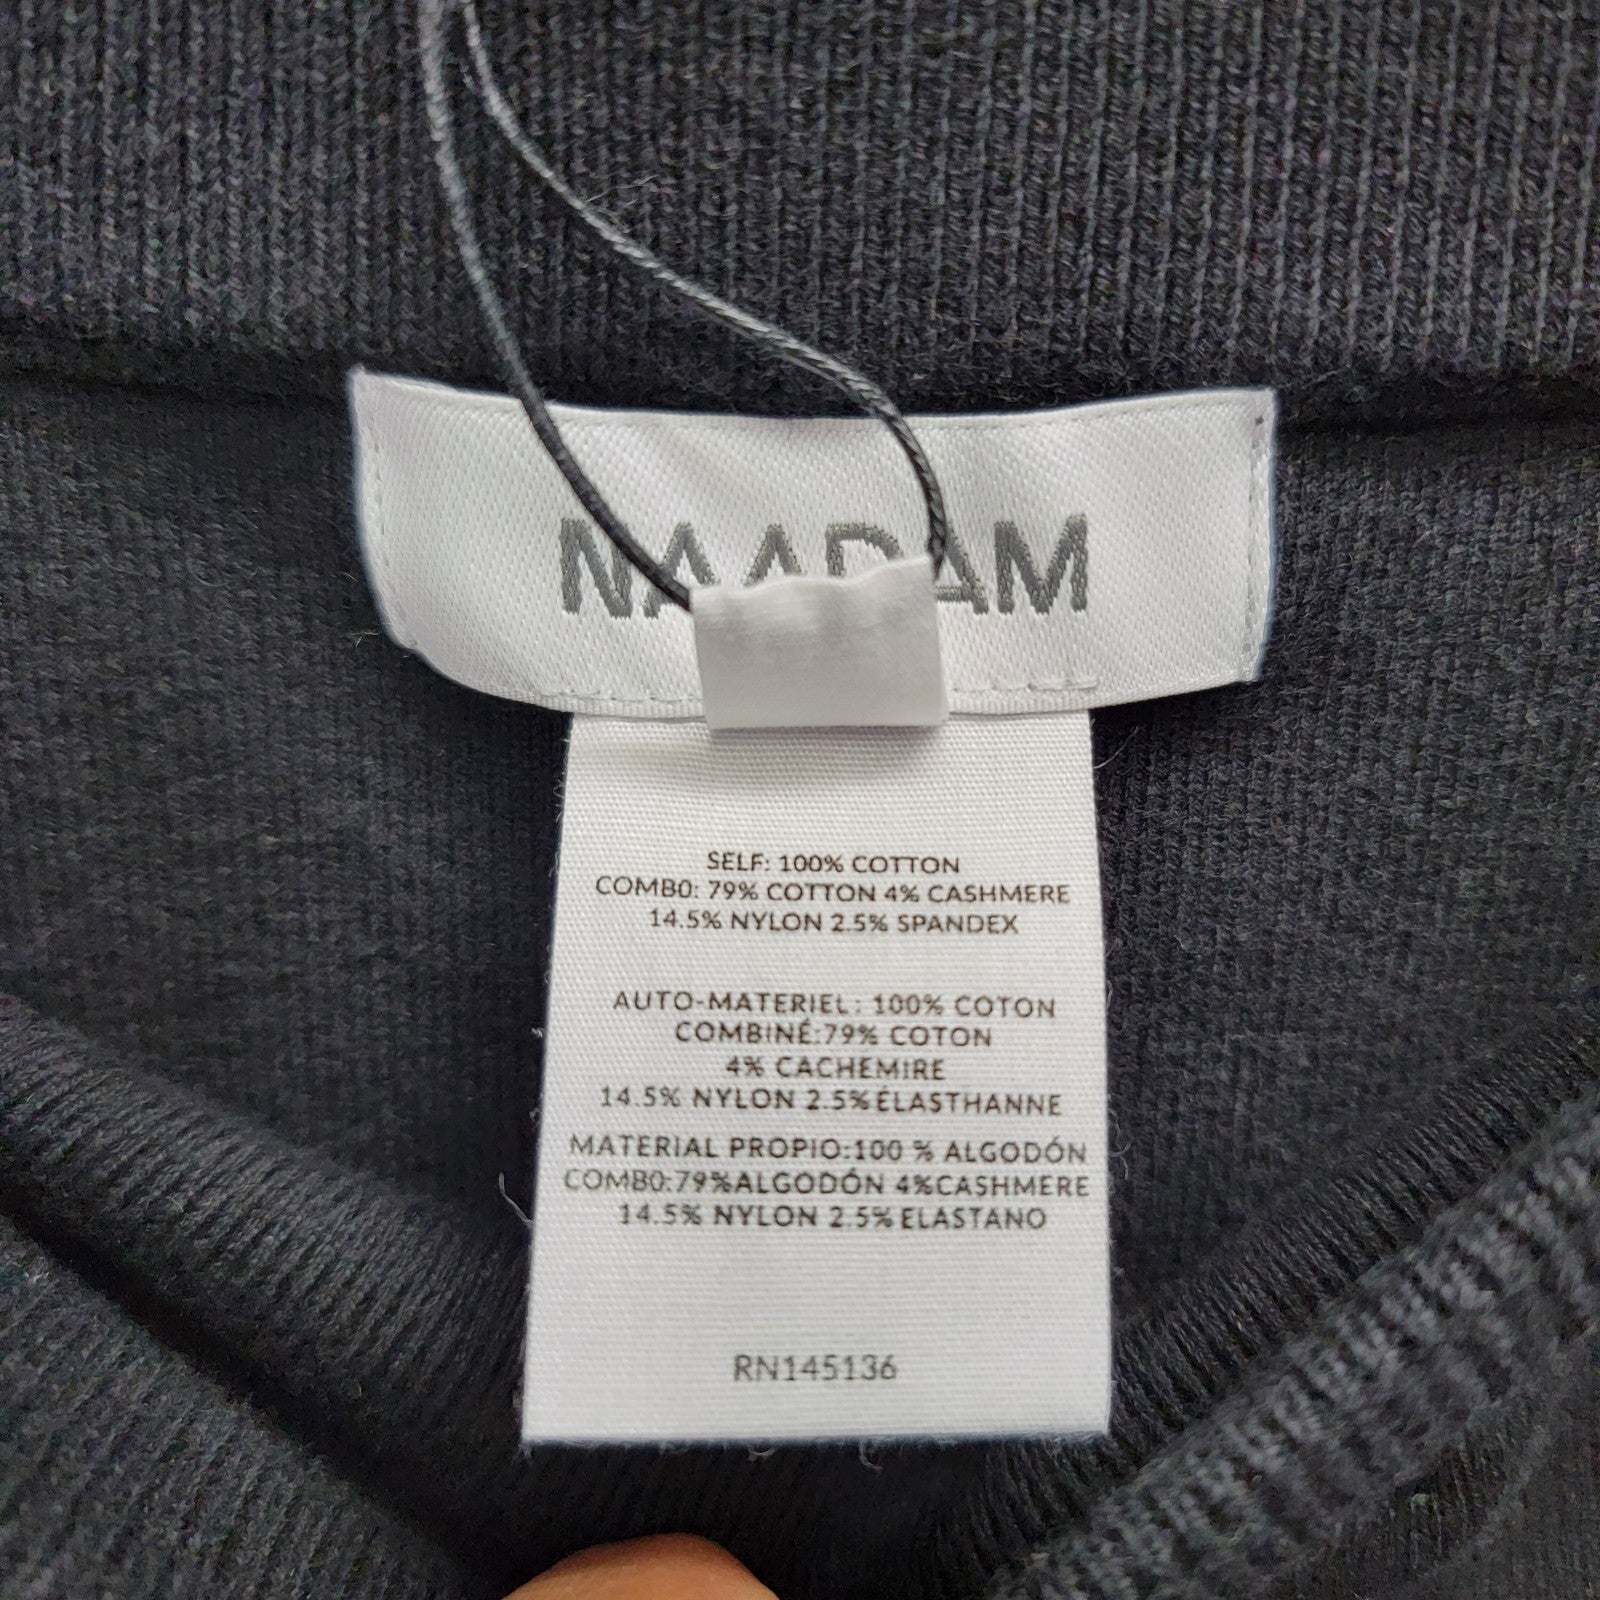 NAADAM
SELF: 100% COTTON
COMBO: 79% COTTON 4% CASHMERE
14.5% NYLON 2.5% SPANDEX
AUTO-MATERIEL: 100% COTON
COMBINÉ:79% COTON
4% CACHEMIRE
14.5% NYLON 2.5% ÉLASTHANNE
MATERIAL PROPIO:100 % ALGODÓN
COMBO:79%ALGODÓN 4%CASHMERE
14.5% NYLON 2.5% ELASTANO
RN145136